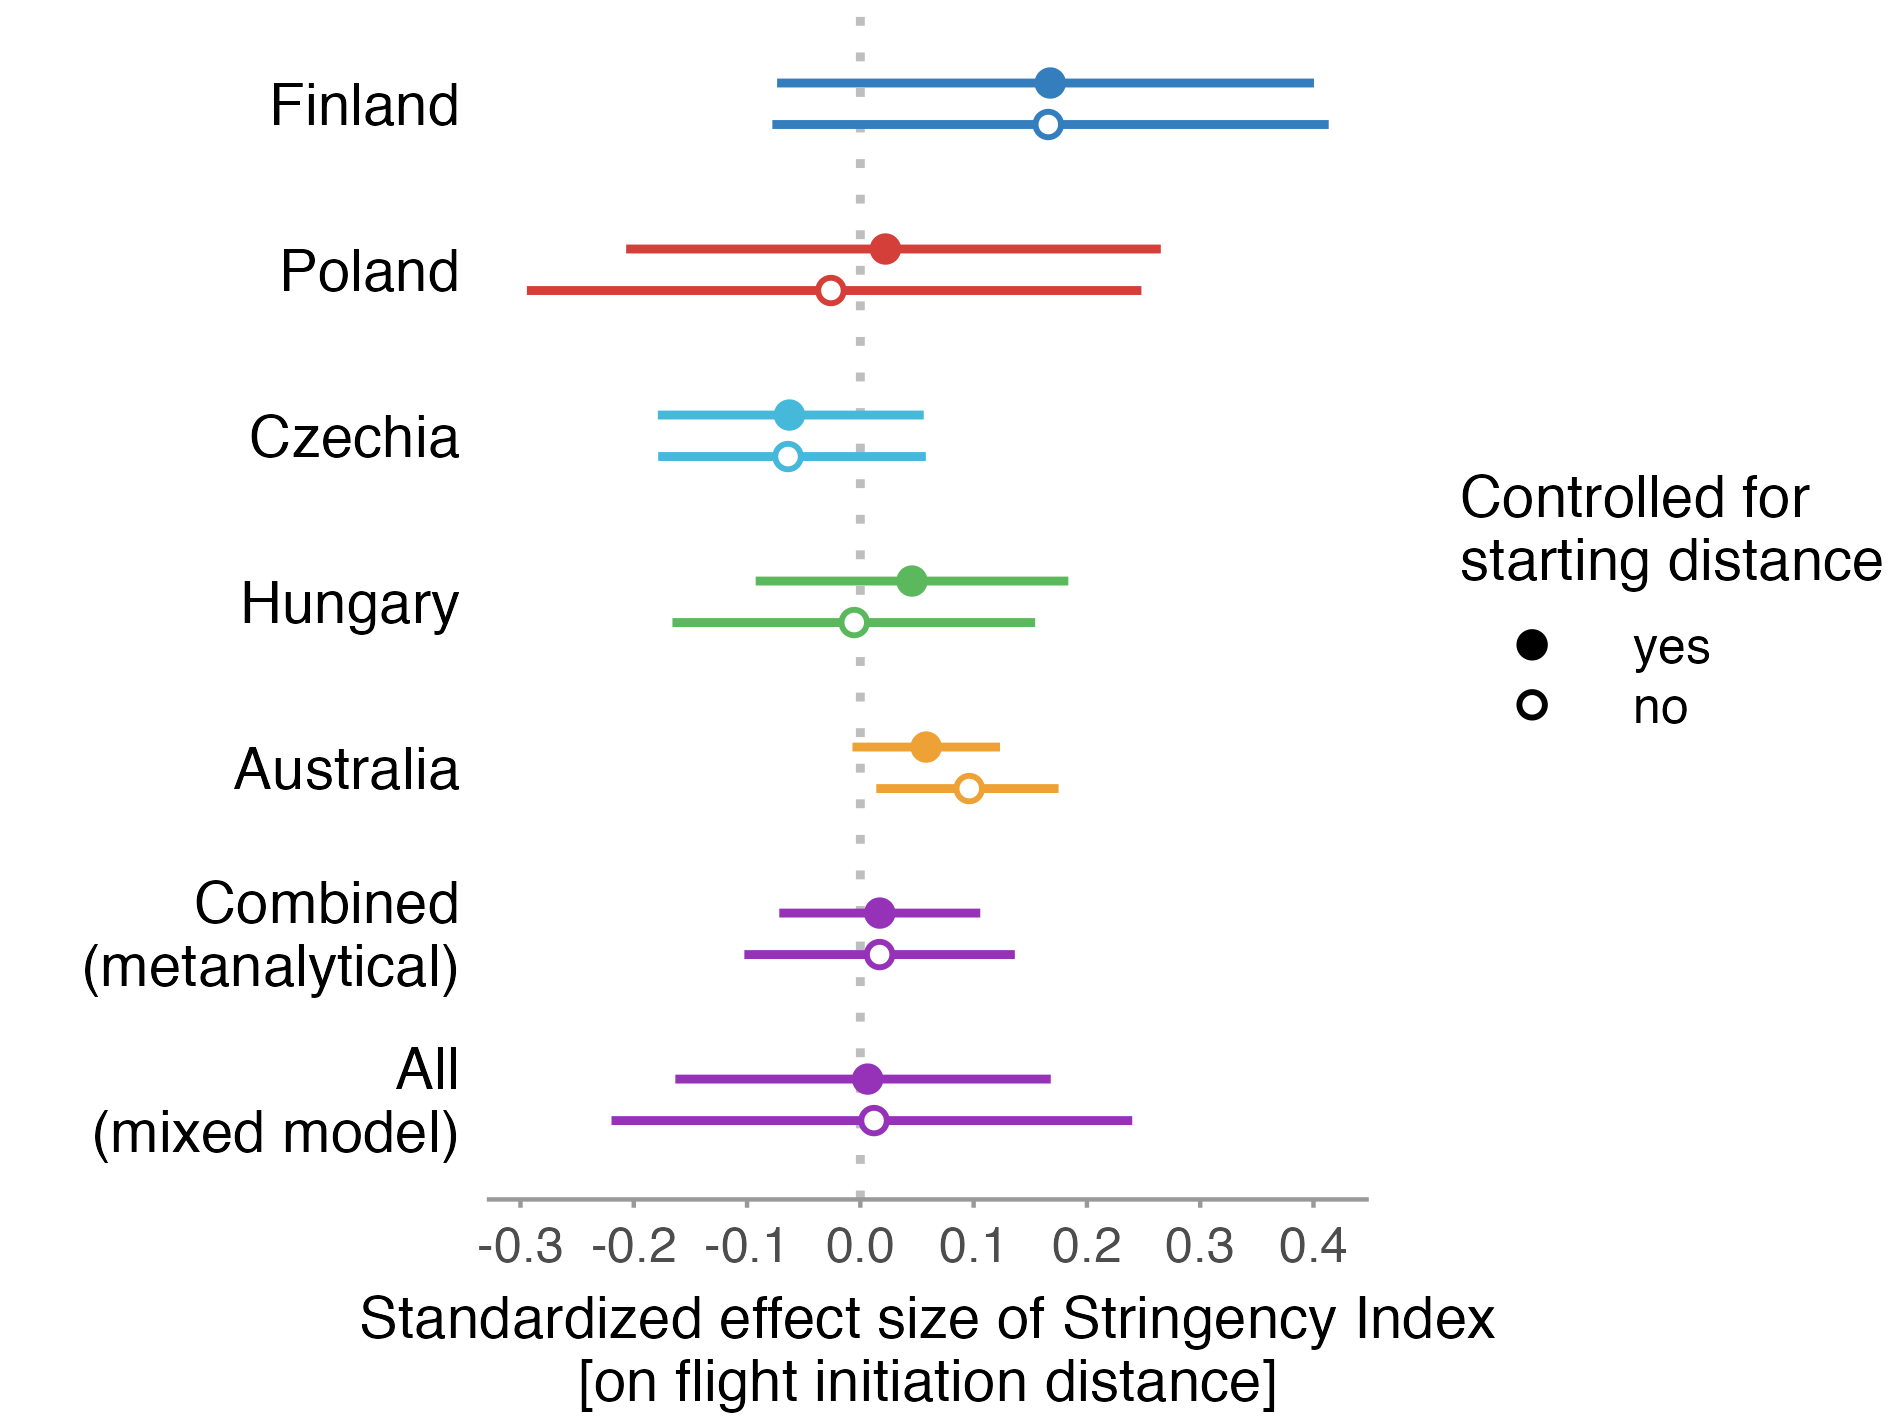 Finland
Poland
Czechia
Hungary
Australia
Combined
(metanalytical)
All
(mixed model)
Controlled for
starting distance
yes
no
-0.3 -0.2 -0.1 0.0 0.1 0.2 0.3 0.4
Standardized effect size of Stringency Index
[on flight initiation distance]